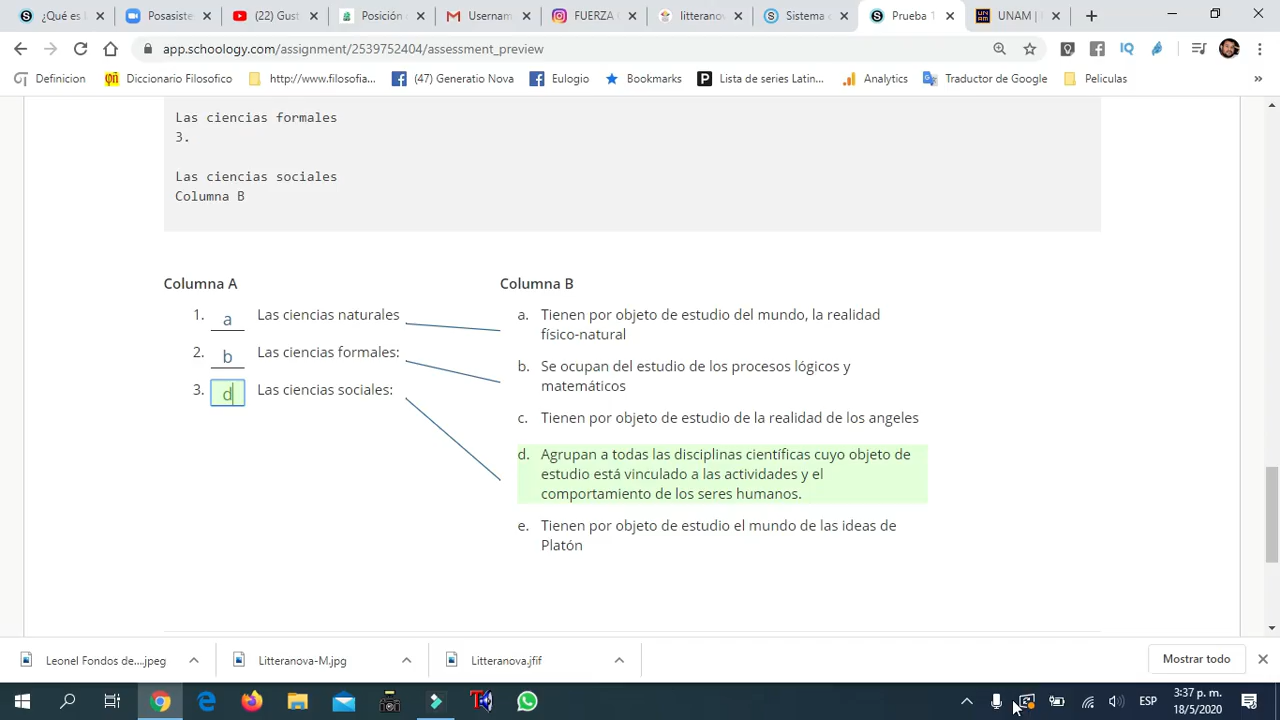 ¿Qué es l
Posasiste
(22) Gust
Posición
Usernam
FUERZA
litteranov
Sistema
Prueba 1
UNAM |
app.schoology.com/assignment/2539752404/assessment_preview
Definicion
Diccionario Filosofico
http://www.filosofia...
(47) Generatio Nova
Eulogio
Bookmarks
Lista de series Latin...
Analytics
Traductor de Google
Peliculas
»
Las ciencias formales
3.
Las ciencias sociales
Columna B
Columna A
Columna B
1. a Las ciencias naturales
a. Tienen por objeto de estudio del mundo, la realidad
físico-natural
2. b Las ciencias formales:
b. Se ocupan del estudio de los procesos lógicos y
matemáticos
3. d Las ciencias sociales:
c. Tienen por objeto de estudio de la realidad de los angeles
d. Agrupan a todas las disciplinas científicas cuyo objeto de
estudio está vinculado a las actividades y el
comportamiento de los seres humanos.
e. Tienen por objeto de estudio el mundo de las ideas de
Platón
Leonel Fondos de....jpeg
Litteranova-M.jpg
Litteranova.jfif
Mostrar todo
ESP
3:37 p. m.
18/5/2020